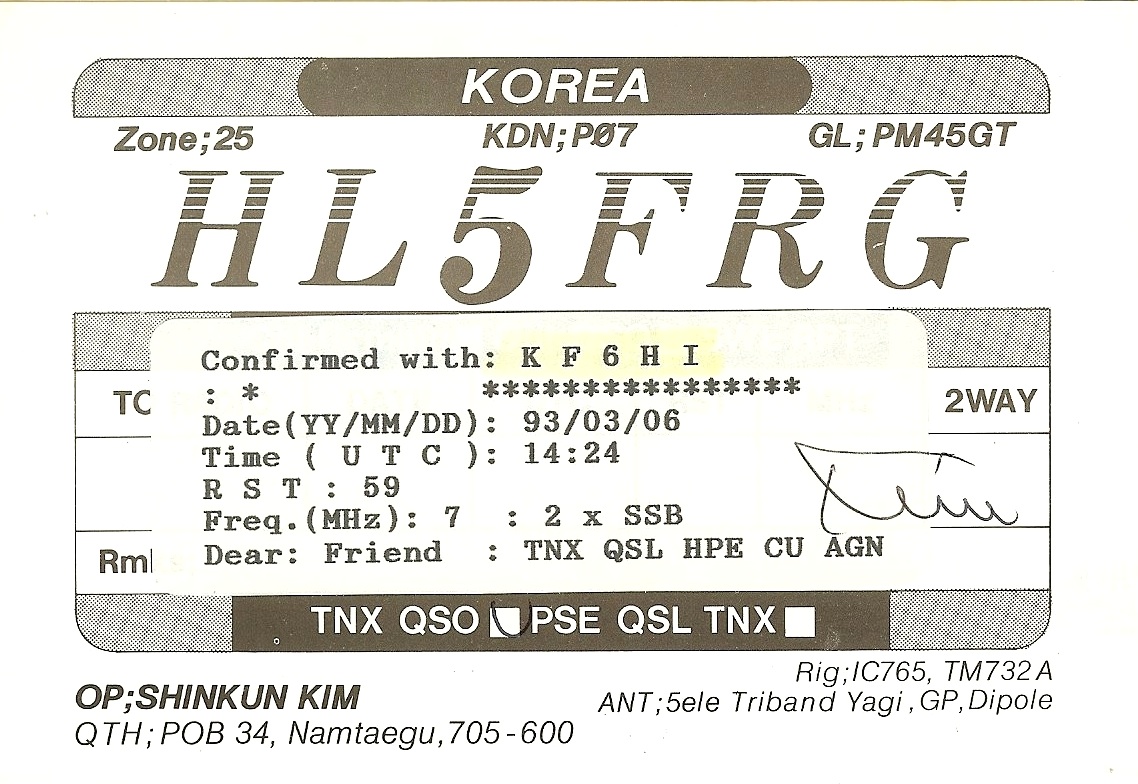 KOREA
Zone;25 KDN;PØ7 GL;PM45GT
HL5FRG
Confirmed with: K F 6 H I
: * ****************
TO 2WAY
Date(YY/MM/DD): 93/03/06
Time ( U T C ): 14:24
R S T : 59
Kim
Freq.(MHz): 7 : 2 x SSB
Dear: Friend : TNX QSL HPE CU AGN
Rm
TNX QSO PSE QSL TNX
Rig;IC765, TM732A
OP;SHINKUN KIM
ANT;5ele Triband Yagi,GP,Dipole
QTH;POB 34, Namtaegu,705-600